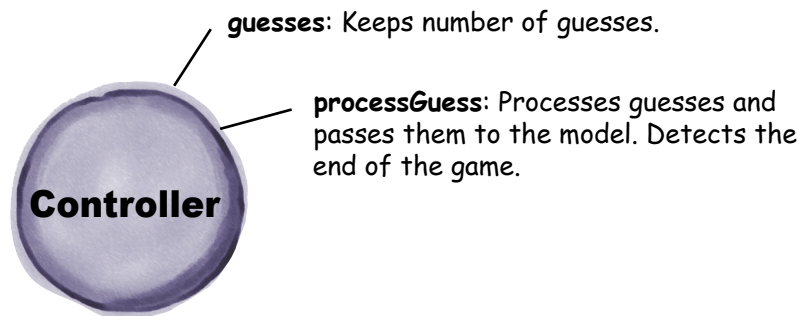 guesses: Keeps number of guesses.
processGuess: Processes guesses and
passes them to the model. Detects the
end of the game.
Controller